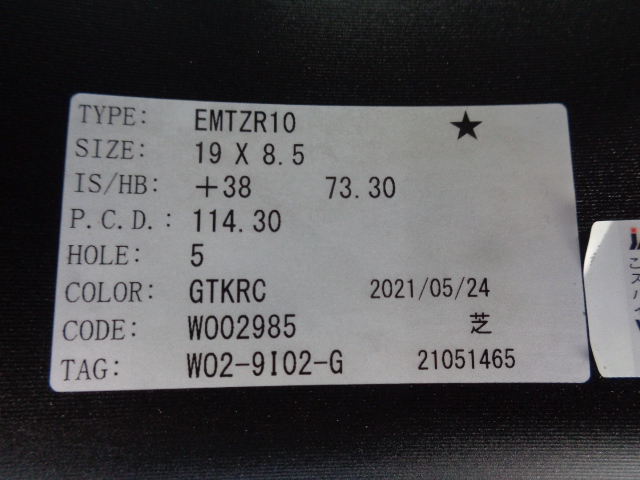 TYPE: EMTZR10 ★
SIZE: 19 X 8.5
IS/HB: +38 73.30
P.C.D.: 114.30
HOLE: 5
COLOR: GTKRC 2021/05/24
CODE: W002985 芝
TAG: W02-9I02-G 21051465